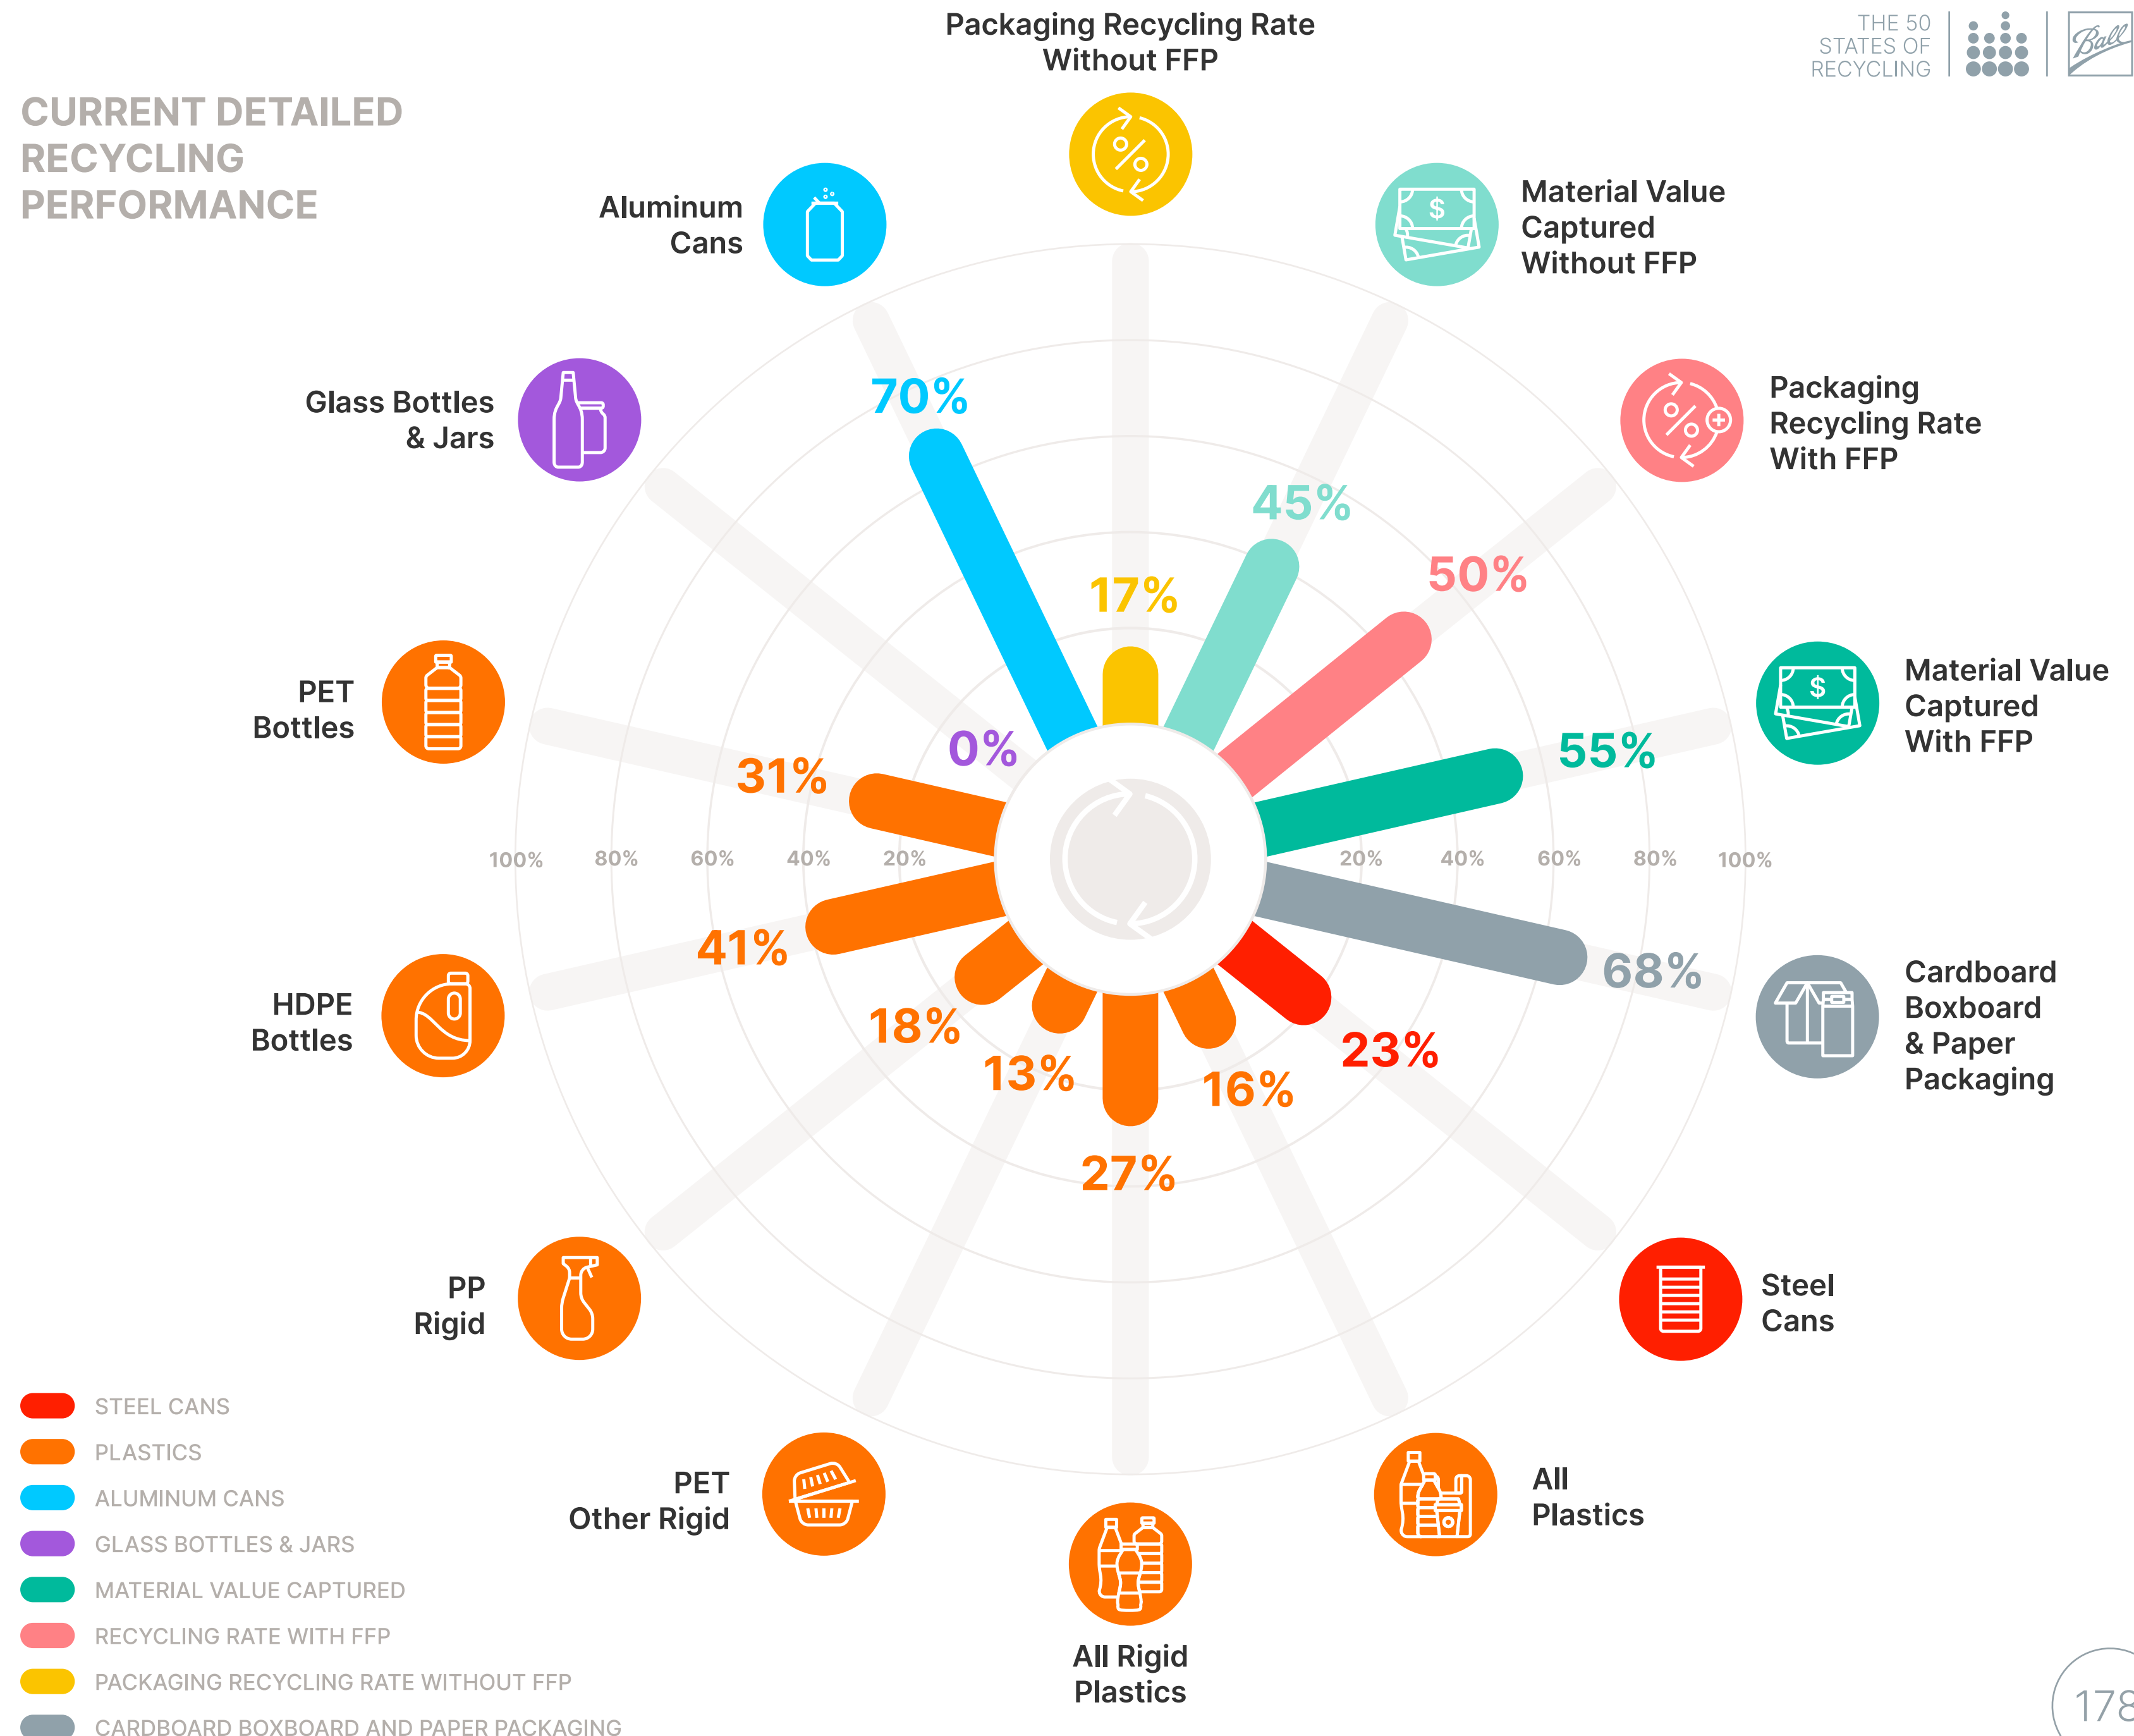 Packaging Recycling Rate
Without FFP
THE 50
STATES OF
RECYCLING
Ball
CURRENT DETAILED
RECYCLING
PERFORMANCE
Aluminum
Cans
Material Value
Captured
Without FFP
Glass Bottles
& Jars
Packaging
Recycling Rate
With FFP
70%
45%
50%
17%
PET
Bottles
Material Value
Captured
With FFP
0%
31%
55%
100% 80% 60% 40% 20% 20% 40% 60% 80% 100%
41%
68%
HDPE
Bottles
Cardboard
Boxboard
& Paper
Packaging
18%
13%
27%
16%
23%
PP
Rigid
Steel
Cans
PET
Other Rigid
All
Plastics
All Rigid
Plastics
STEEL CANS
PLASTICS
ALUMINUM CANS
GLASS BOTTLES & JARS
MATERIAL VALUE CAPTURED
RECYCLING RATE WITH FFP
PACKAGING RECYCLING RATE WITHOUT FFP
CARDBOARD BOXBOARD AND PAPER PACKAGING
178